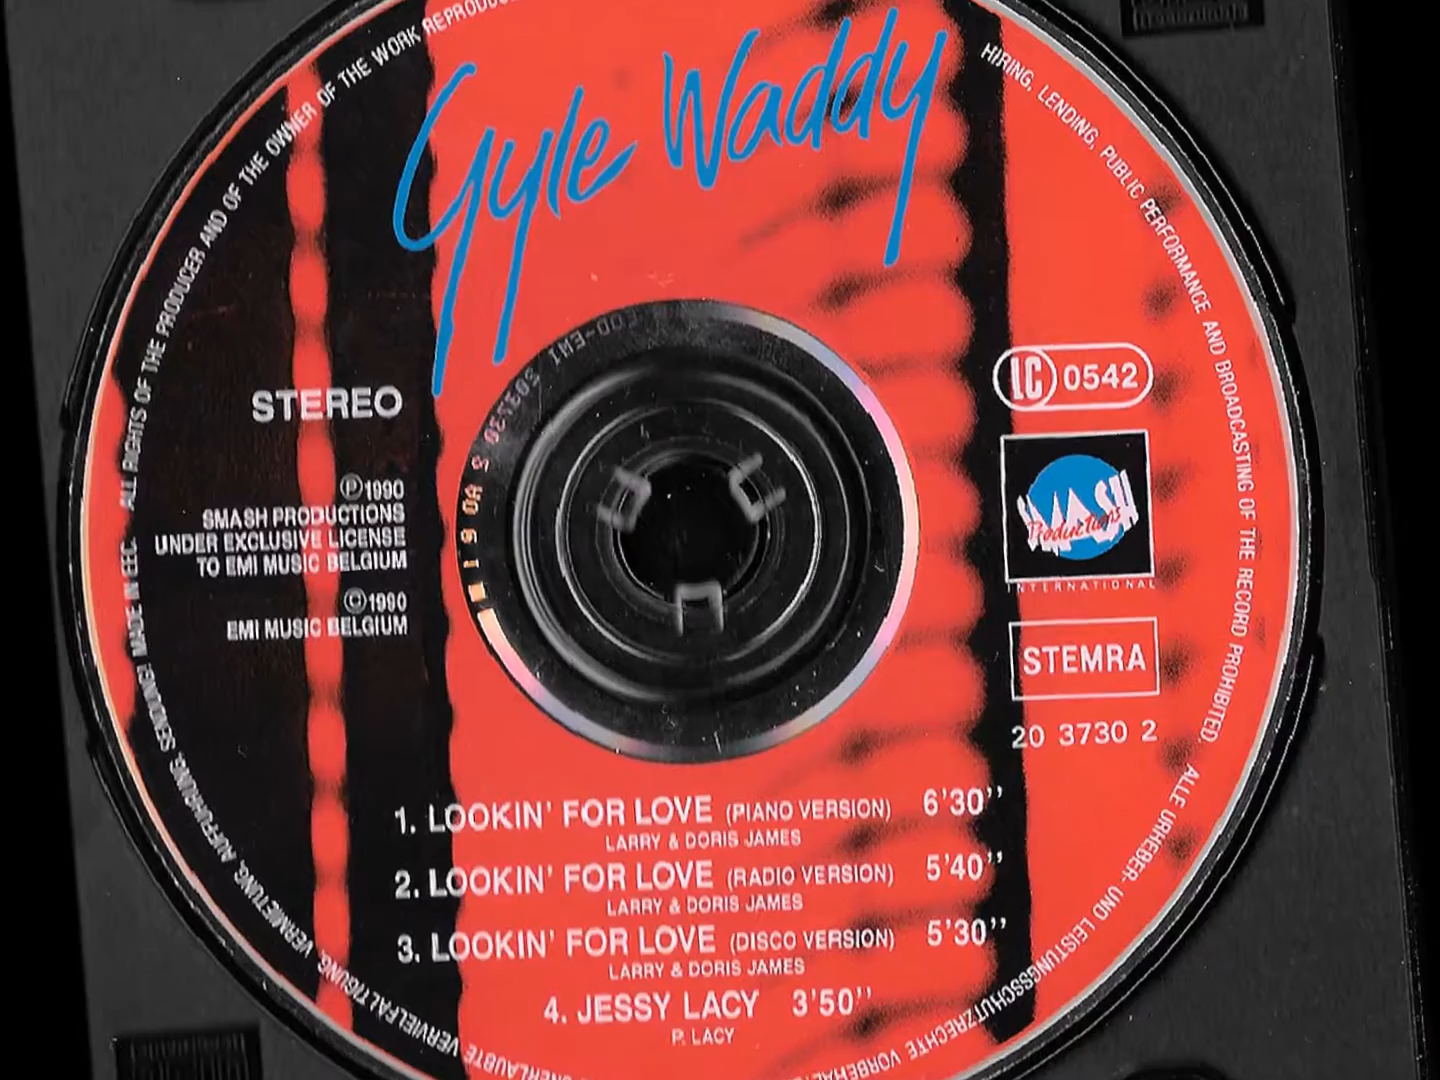 Gyle Waddy
ALL RIGHTS OF THE PRODUCER AND OF THE OWNER OF THE WORK REPRODUCED
HIRING, LENDING, PUBLIC PERFORMANCE AND BROADCASTING OF THE RECORD PROHIBITED.
STEREO
Ⓟ1990
SMASH PRODUCTIONS
UNDER EXCLUSIVE LICENSE
TO EMI MUSIC BELGIUM
©1990
EMI MUSIC BELGIUM
LC 0542
SMASH
Productions
INTERNATIONAL
STEMRA
20 3730 2
1. LOOKIN' FOR LOVE (PIANO VERSION) 6'30''
LARRY & DORIS JAMES
2. LOOKIN' FOR LOVE (RADIO VERSION) 5'40''
LARRY & DORIS JAMES
3. LOOKIN' FOR LOVE (DISCO VERSION) 5'30''
LARRY & DORIS JAMES
4. JESSY LACY 3'50''
P. LACY
ALLE URHEBER- UND LEISTUNGSSCHUTZRECHTE
VERVIELFÄLTIGUNG, VERMIETUNG, AUFFÜHRUNG, SENDUNG! MADE IN EEC.